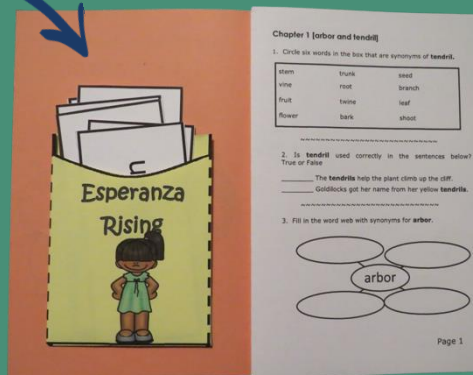 Esperanza
Rising
Chapter 1 [arbor and tendril]
1. Circle six words in the box that are synonyms of tendril.
stem trunk seed
vine root branch
fruit twine leaf
flower bark shoot
~~~~~~~~~~~~~~~~~~~~~~~~~~~~
2. Is tendril used correctly in the sentences below?
True or False
________ The tendrils help the plant climb up the cliff.
________ Goldilocks got her name from her yellow tendrils.
~~~~~~~~~~~~~~~~~~~~~~~~~~~~
3. Fill in the word web with synonyms for arbor.
arbor
Page 1